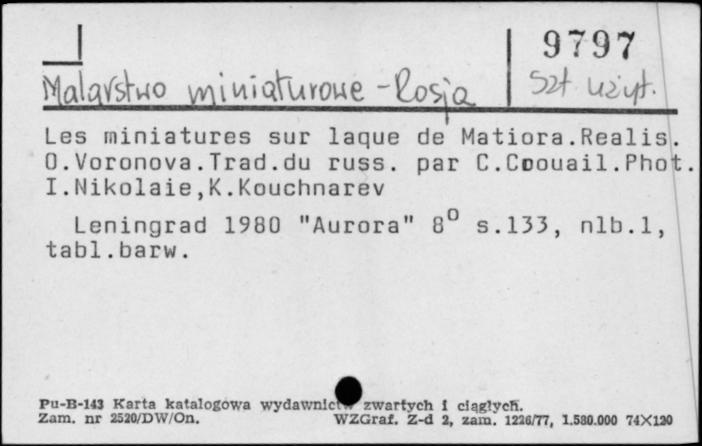 9797
Malarstwo miniaturowe - Rosja
Szt. użyt.
Les miniatures sur laque de Matiora.Realis.
O.Voronova.Trad.du russ. par C.Coouail.Phot.
I.Nikolaie,K.Kouchnarev
Leningrad 1980 "Aurora" 8° s.133, nlb.1,
tabl.barw.
Pu-B-143 Karta katalogowa wydawnictw zwartych i ciągłych.
Zam. nr 2520/DW/On. WZGraf. Z-d 2, zam. 1226/77, 1.580.000 74X120